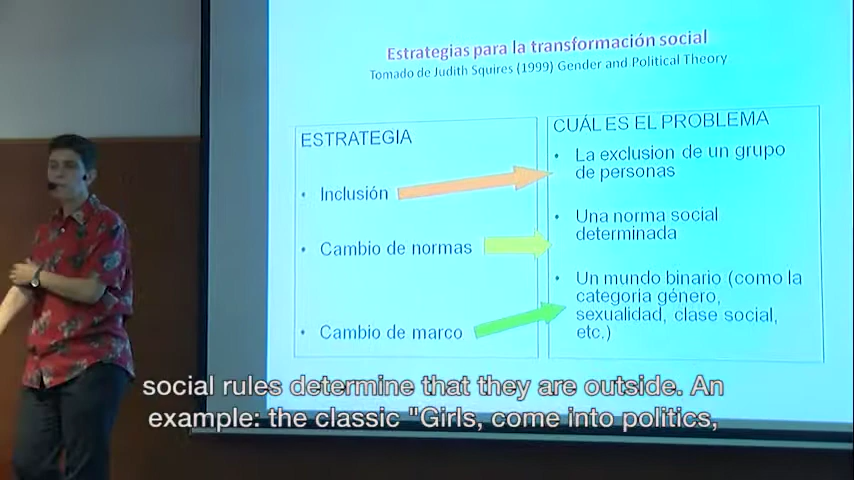 Estrategias para la transformación social
Tomado de Judith Squires (1999) Gender and Political Theory
ESTRATEGIA
• Inclusión
• Cambio de normas
• Cambio de marco
CUÁL ES EL PROBLEMA
• La exclusion de un grupo
de personas
• Una norma social
determinada
• Un mundo binario (como la
categoria género,
sexualidad, clase social,
etc.)
social rules determine that they are outside. An
example: the classic "Girls, come into politics,